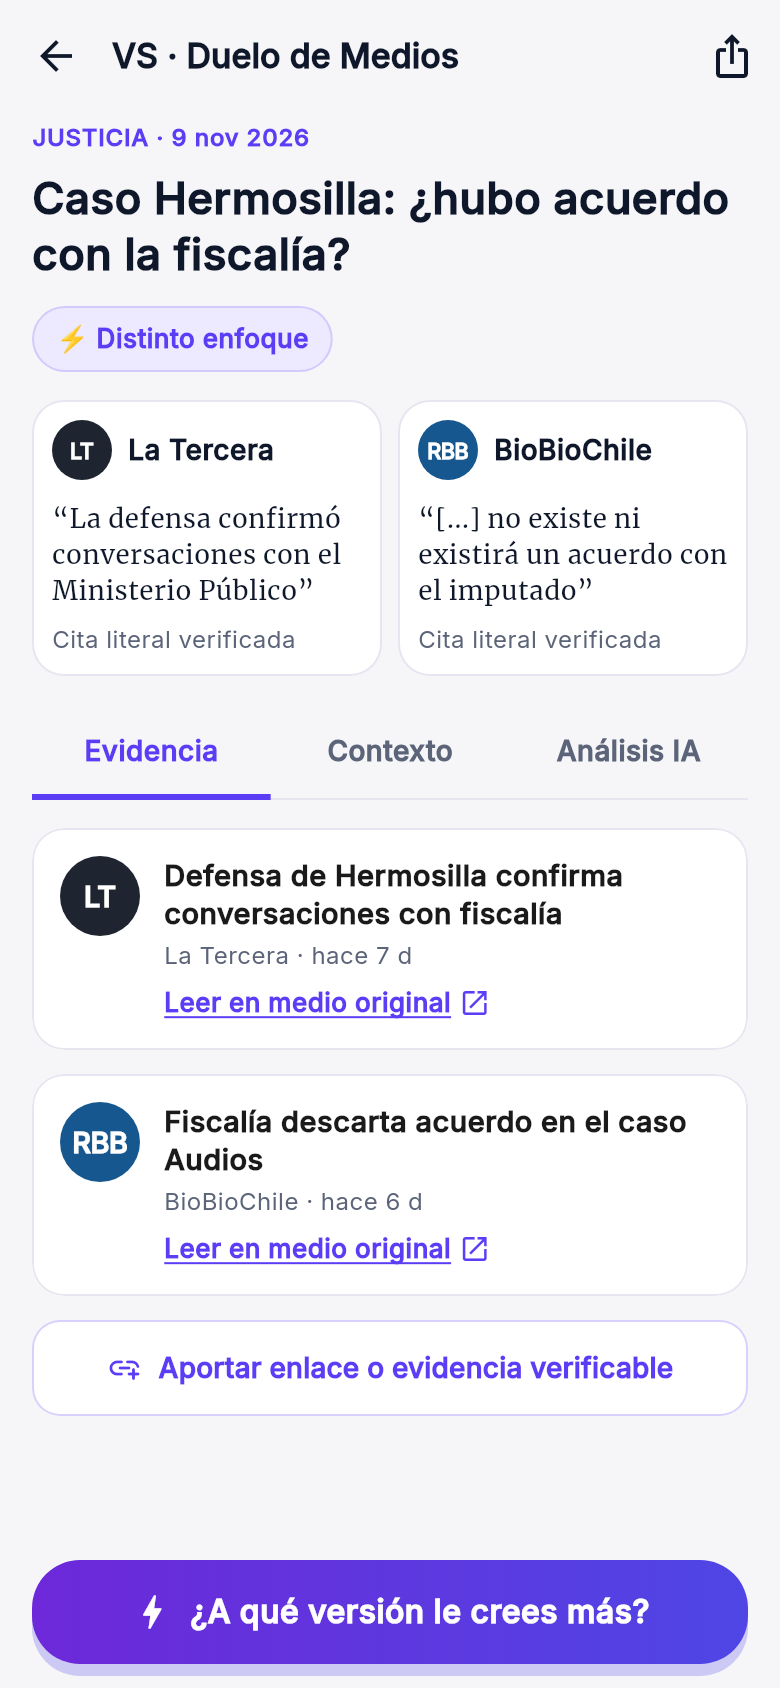 VS · Duelo de Medios
JUSTICIA · 9 nov 2026
Caso Hermosilla: ¿hubo acuerdo
con la fiscalía?
⚡ Distinto enfoque
LT La Tercera
“La defensa confirmó
conversaciones con el
Ministerio Público”
Cita literal verificada
RBB BioBioChile
“[...] no existe ni
existirá un acuerdo con
el imputado”
Cita literal verificada
Evidencia Contexto Análisis IA
LT
Defensa de Hermosilla confirma
conversaciones con fiscalía
La Tercera · hace 7 d
Leer en medio original
RBB
Fiscalía descarta acuerdo en el caso
Audios
BioBioChile · hace 6 d
Leer en medio original
Aportar enlace o evidencia verificable
¿A qué versión le crees más?